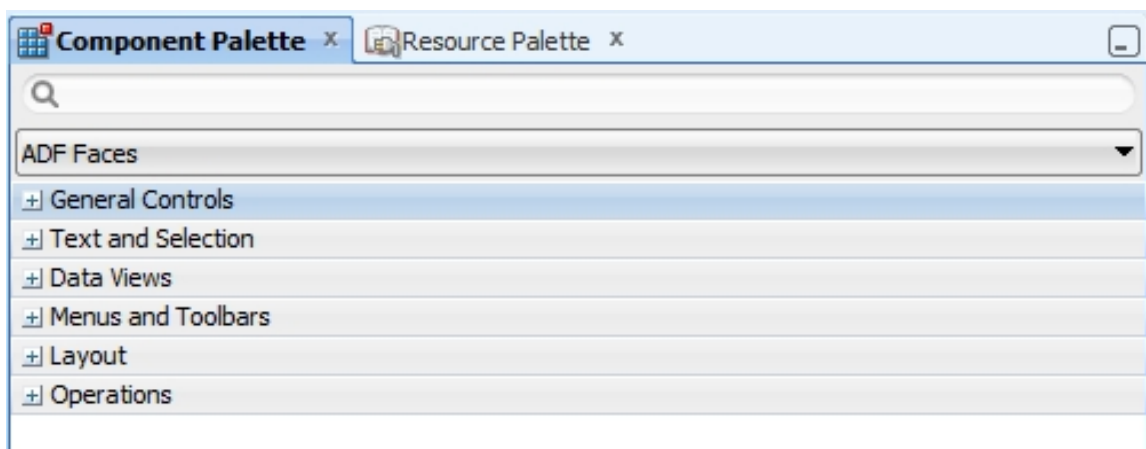 Component Palette x Resource Palette x
ADF Faces
General Controls
Text and Selection
Data Views
Menus and Toolbars
Layout
Operations